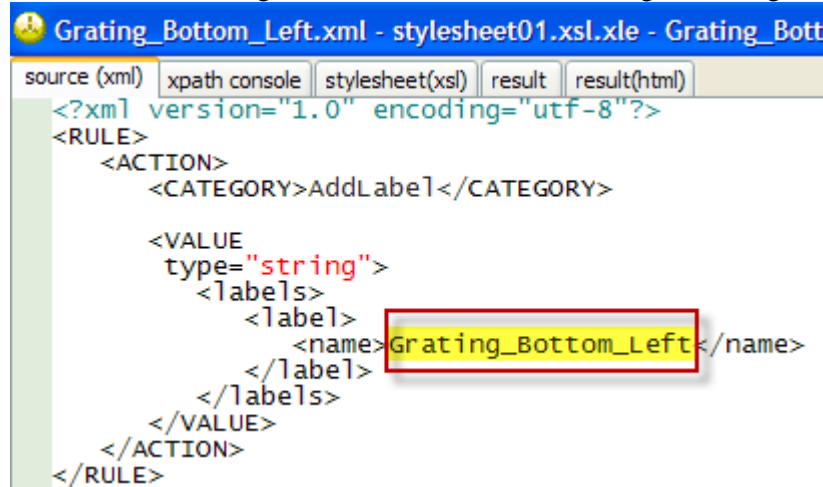 Grating_Bottom_Left.xml - stylesheet01.xsl.xle - Grating_Bott
source (xml) xpath console stylesheet(xsl) result result(html)
<?xml version="1.0" encoding="utf-8"?>
<RULE>
<ACTION>
<CATEGORY>AddLabel</CATEGORY>
<VALUE
type="string">
<labels>
<label>
<name>Grating_Bottom_Left</name>
</label>
</labels>
</VALUE>
</ACTION>
</RULE>